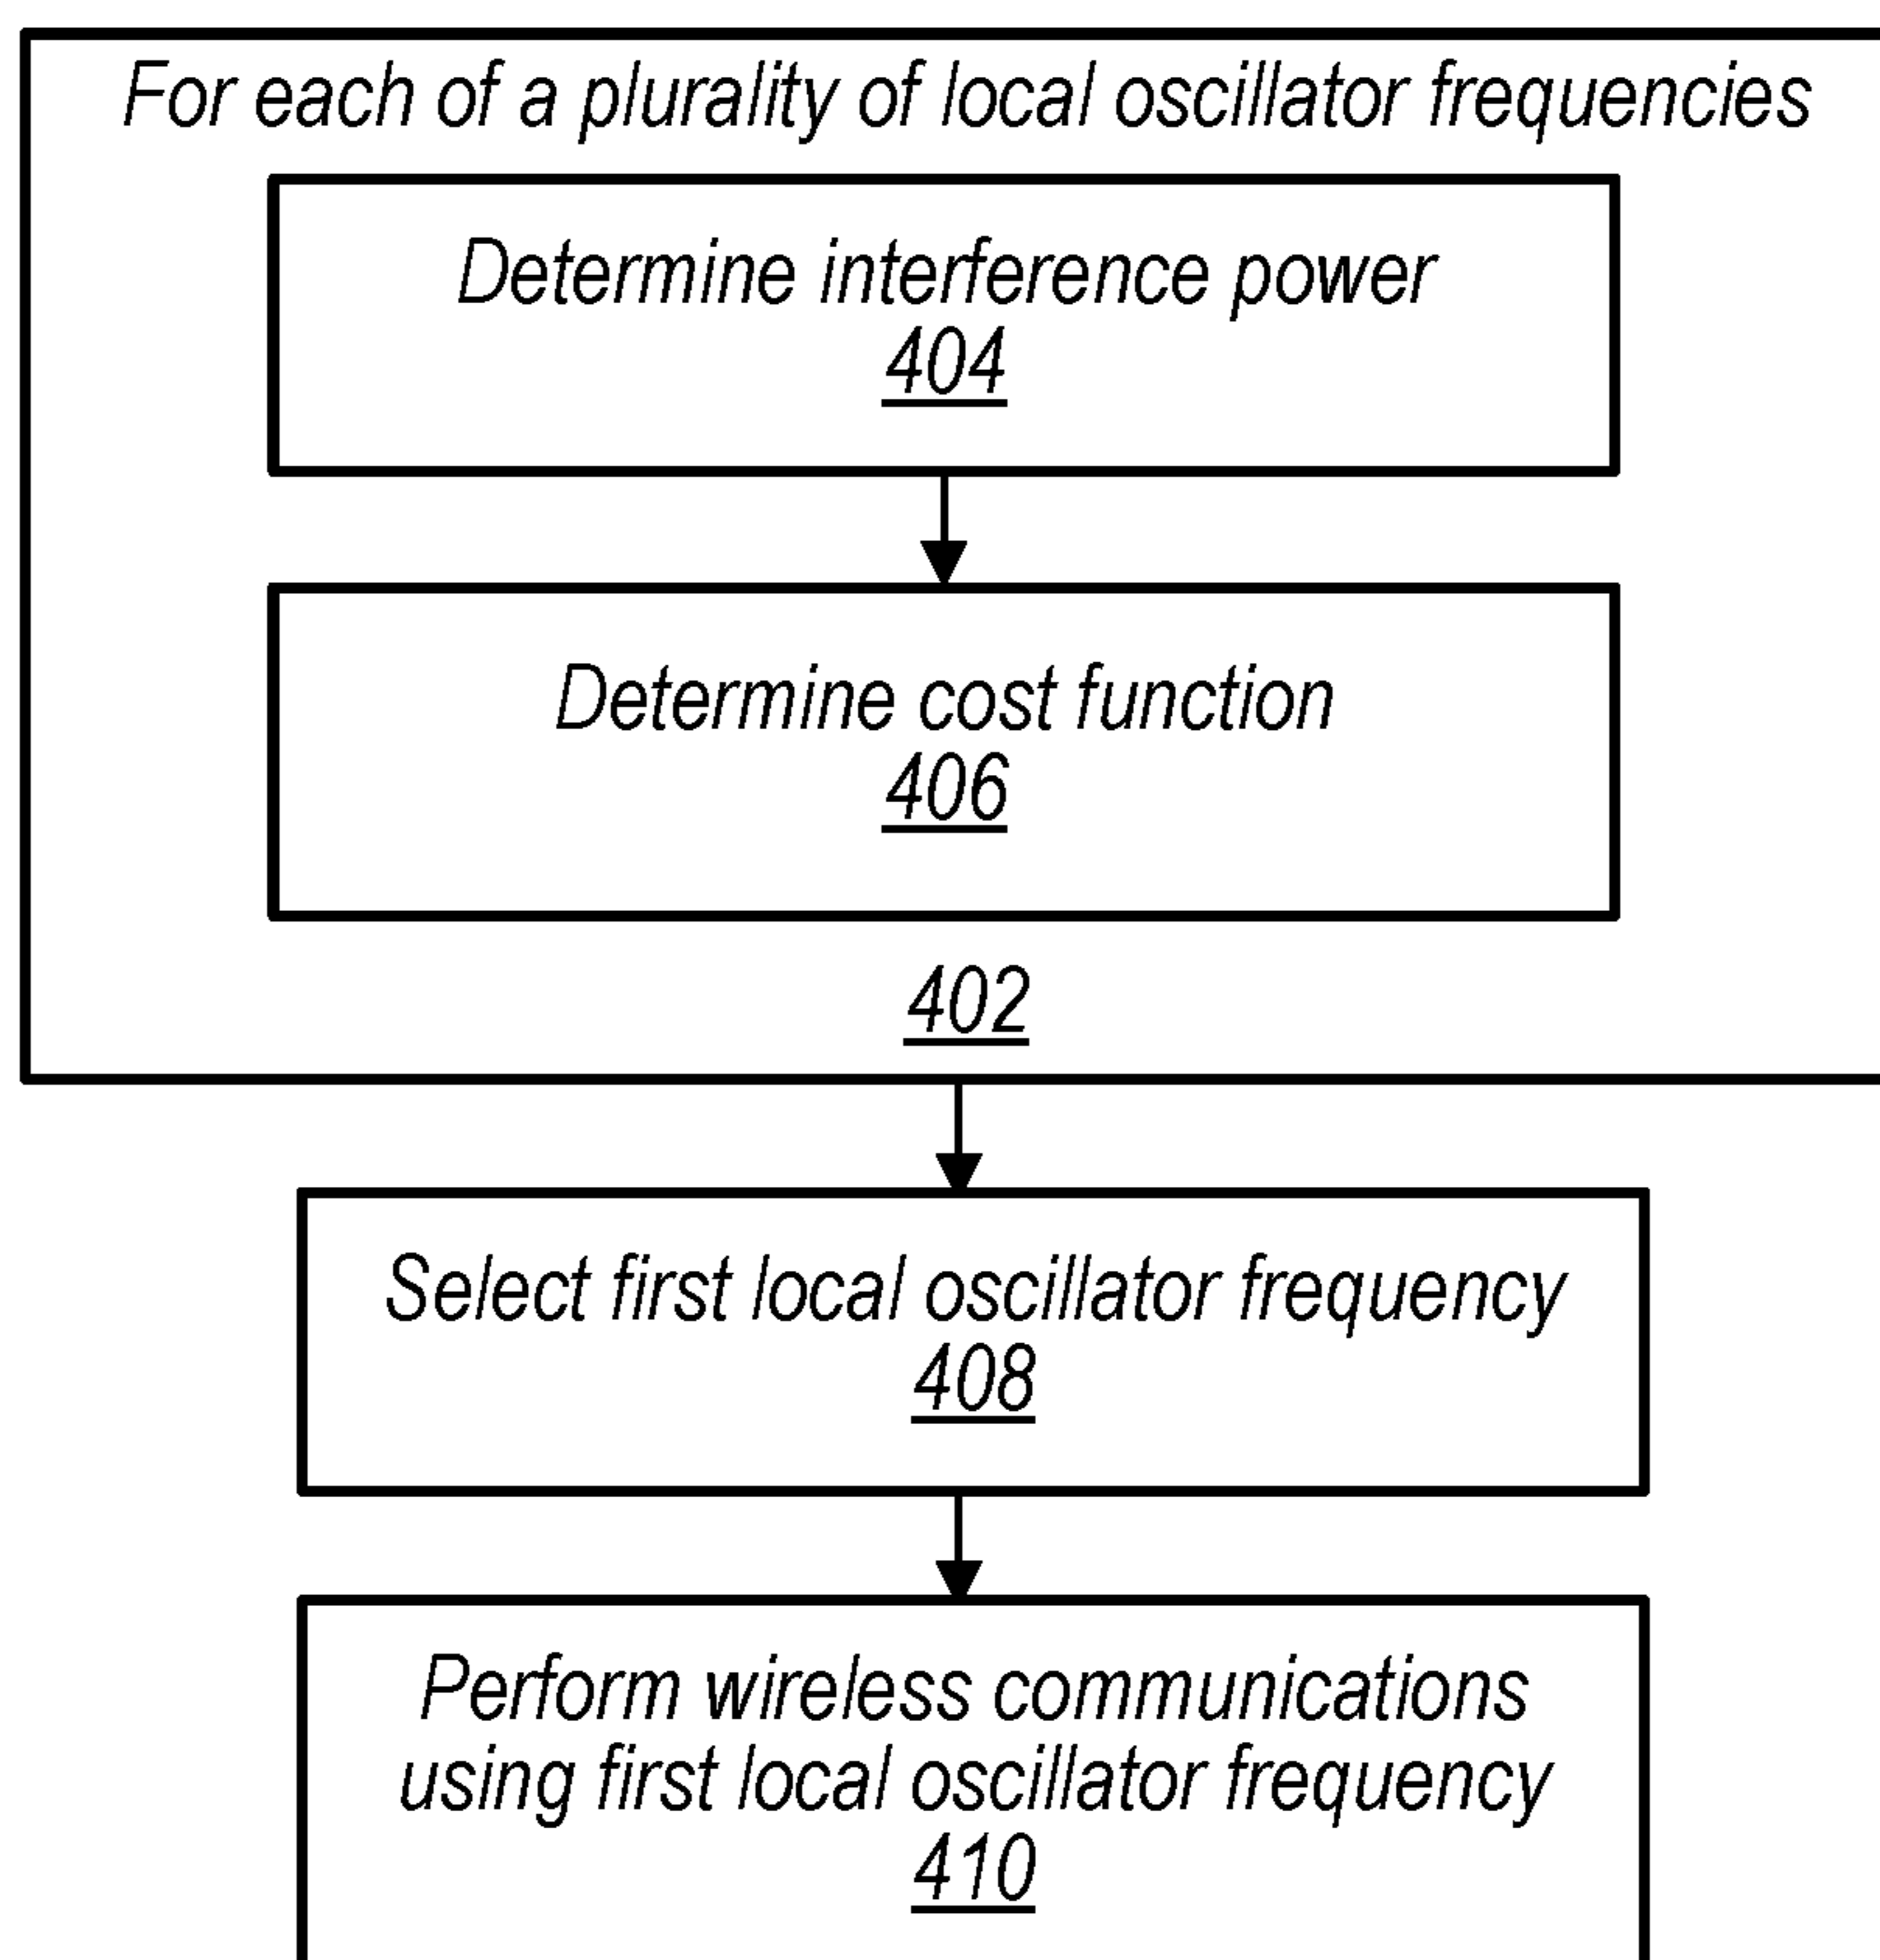 For each of a plurality of local oscillator frequencies
Determine interference power
404
Determine cost function
406
402
Select first local oscillator frequency
408
Perform wireless communications
using first local oscillator frequency
410